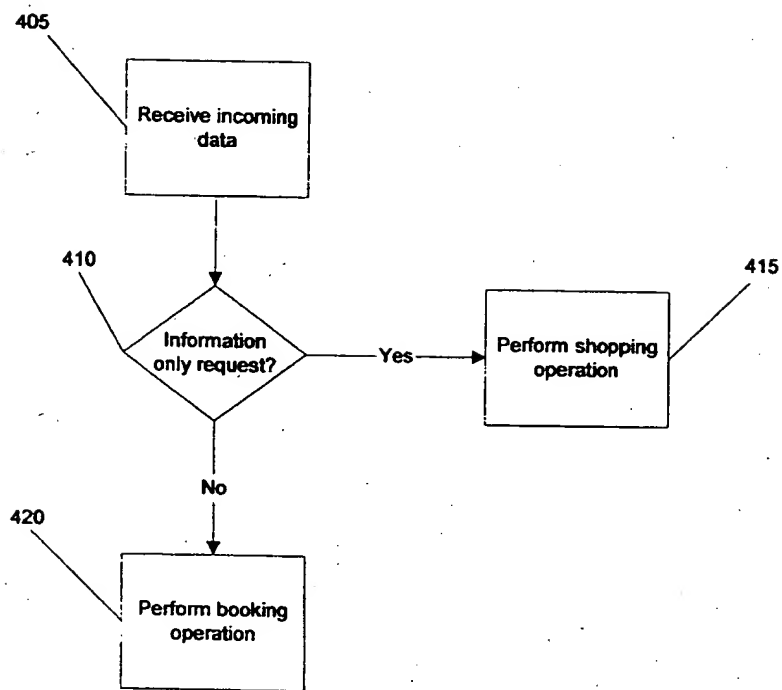 405
Receive incoming
data
410
415
Information
only request?
Yes
Perform shopping
operation
No
420
Perform booking
operation